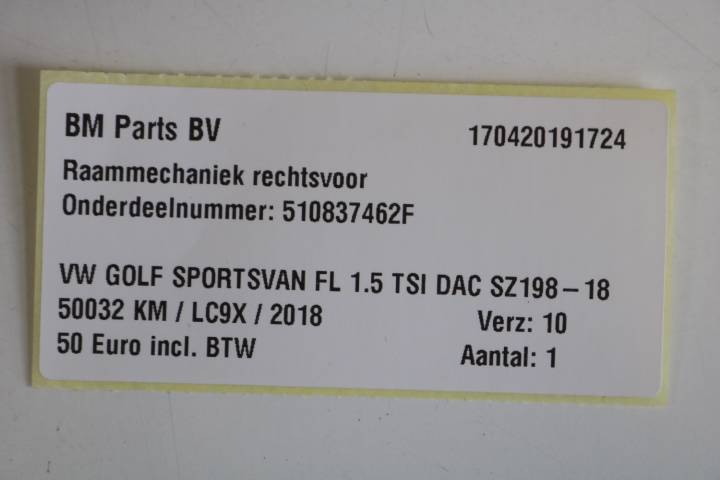 BM Parts BV 170420191724
Raammechaniek rechtsvoor
Onderdeelnummer: 510837462F
VW GOLF SPORTSVAN FL 1.5 TSI DAC SZ198-18
50032 KM / LC9X / 2018 Verz: 10
50 Euro incl. BTW Aantal: 1